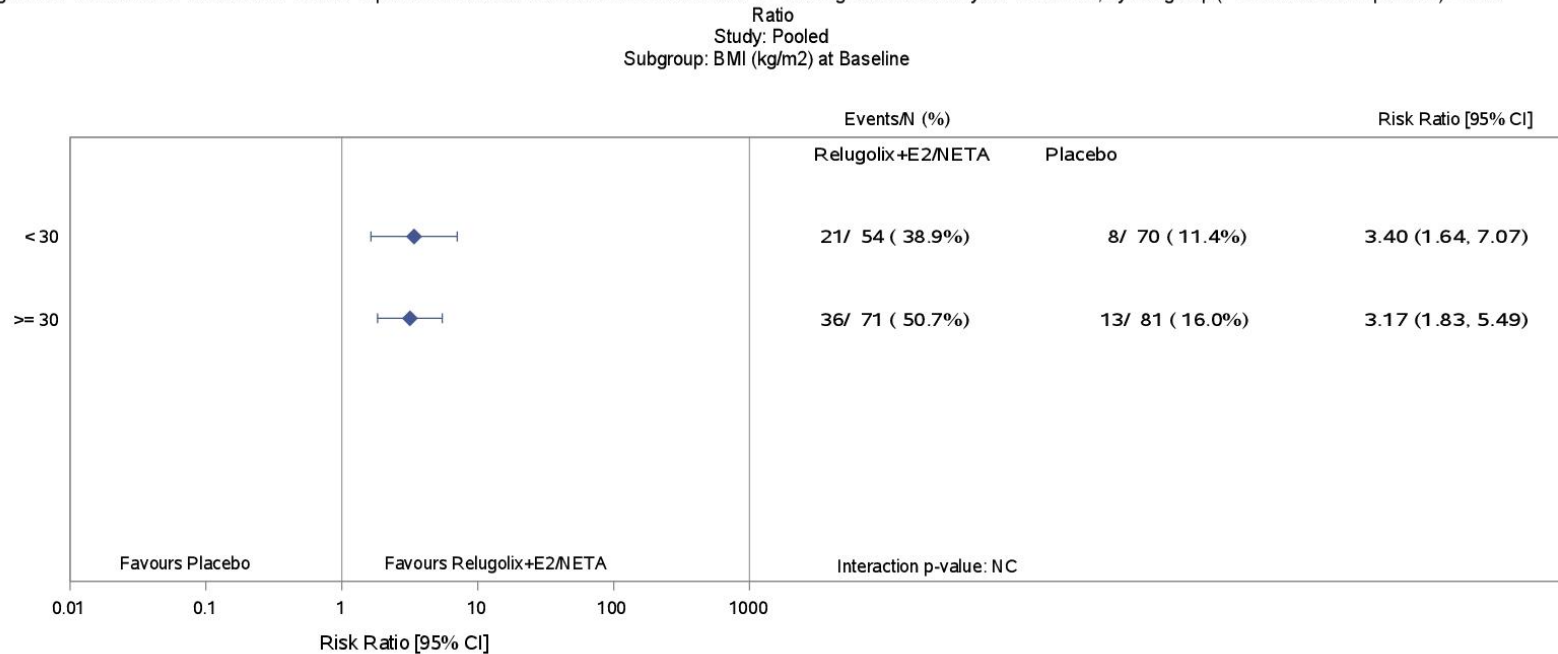 Ratio
Study: Pooled
Subgroup: BMI (kg/m2) at Baseline
Events/N (%) Risk Ratio [95% CI]
Relugolix+E2/NETA Placebo
< 30 21/ 54 ( 38.9%) 8/ 70 ( 11.4%) 3.40 (1.64, 7.07)
>= 30 36/ 71 ( 50.7%) 13/ 81 ( 16.0%) 3.17 (1.83, 5.49)
Favours Placebo Favours Relugolix+E2/NETA Interaction p-value: NC
0.01 0.1 1 10 100 1000
Risk Ratio [95% CI]